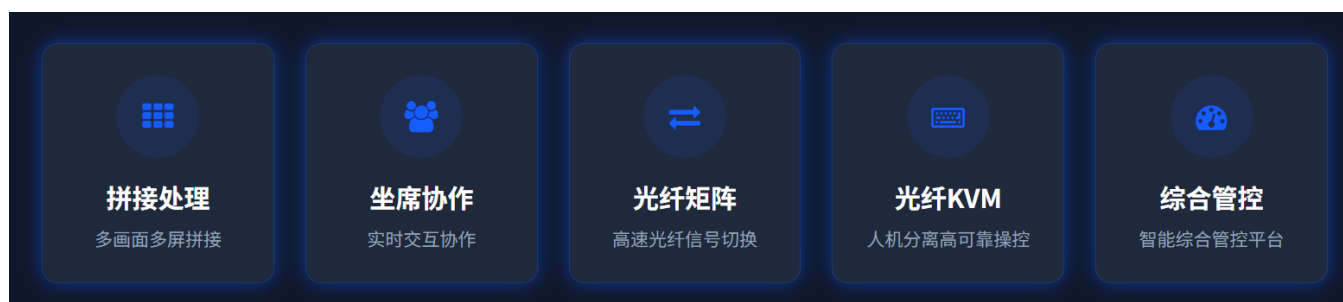 拼接处理
多画面多屏拼接
坐席协作
实时交互协作
光纤矩阵
高速光纤信号切换
光纤KVM
人机分离高可靠操控
综合管控
智能综合管控平台